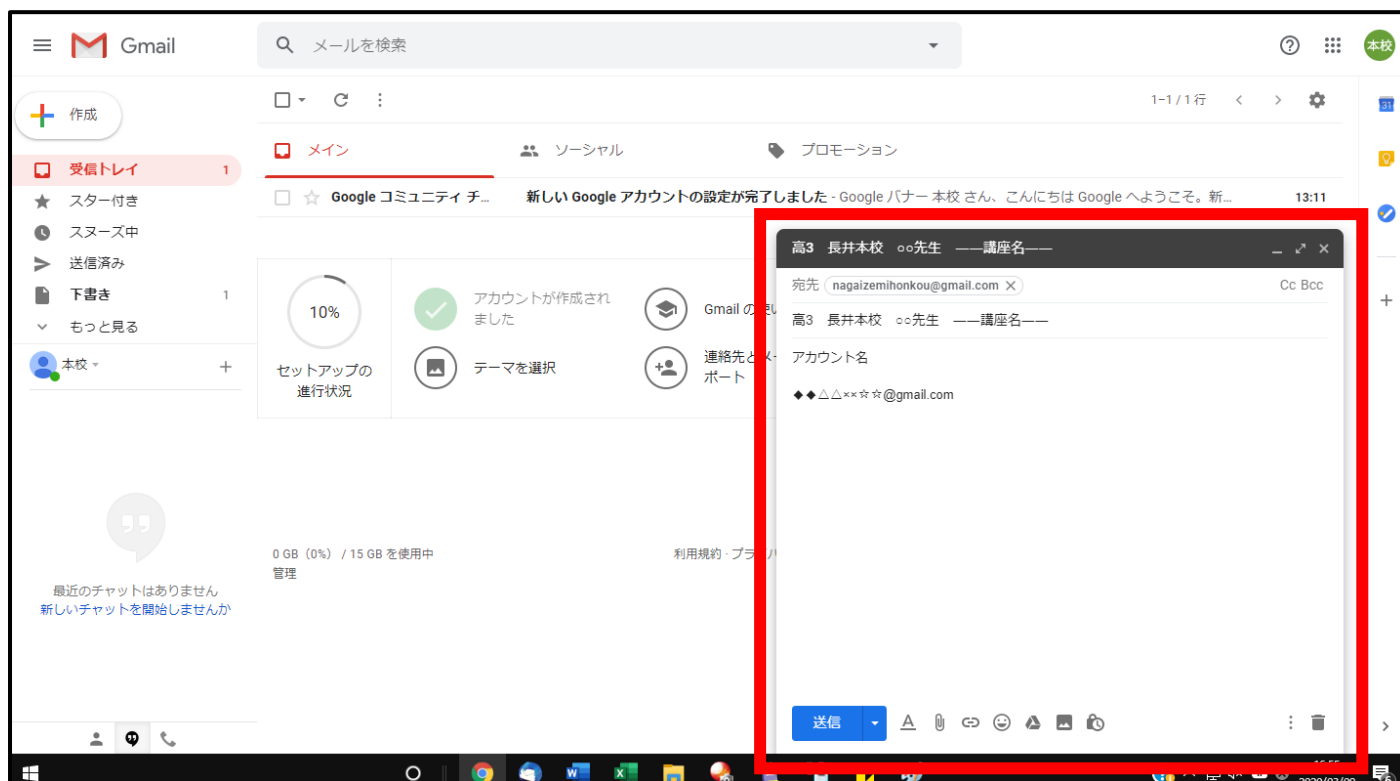 Gmail
メールを検索
本校
作成
1-1 / 1 行
31
メイン
ソーシャル
プロモーション
受信トレイ 1
Google コミュニティ チ... 新しい Google アカウントの設定が完了しました - Google バナー 本校 さん、こんにちは Google へようこそ。新... 13:11
スター付き
スヌーズ中
送信済み
下書き 1
もっと見る
本校
10%
セットアップの
進行状況
アカウントが作成され
ました
Gmail の使い
テーマを選択
連絡先とメー
ポート
高3 長井本校 ○○先生 ——講座名——
宛先 nagaizemihonkou@gmail.com Cc Bcc
高3 長井本校 ○○先生 ——講座名——
アカウント名
◆◆△△××☆☆@gmail.com
0 GB（0%） / 15 GB を使用中
管理
利用規約 · プライバ
最近のチャットはありません
新しいチャットを開始しませんか
送信